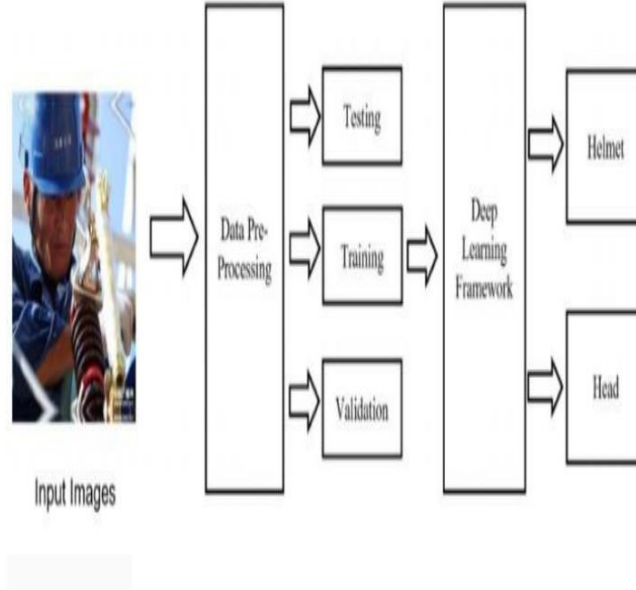 Input Images
Data Pre-
Processing
Testing
Training
Validation
Deep
Learning
Framework
Helmet
Head